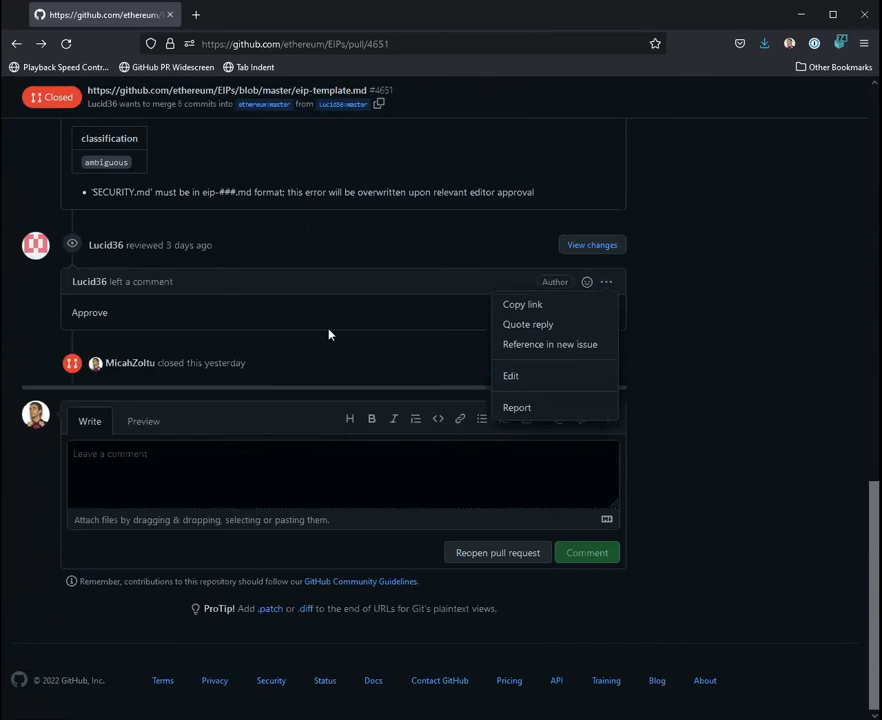 https://github.com/ethereum/E
https://github.com/ethereum/EIPs/pull/4651
Playback Speed Contr...
GitHub PR Widescreen
Tab Indent
Other Bookmarks
Closed
https://github.com/ethereum/EIPs/blob/master/eip-template.md #4651
Lucid36 wants to merge 6 commits into ethereum:master from Lucid36:master
classification
ambiguous
• 'SECURITY.md' must be in eip-###.md format; this error will be overwritten upon relevant editor approval
Lucid36 reviewed 3 days ago
View changes
Lucid36 left a comment
Author
Approve
Copy link
Quote reply
Reference in new issue
Edit
Report
MicahZoltu closed this yesterday
Write
Preview
H B I
Leave a comment
Attach files by dragging & dropping, selecting or pasting them.
Reopen pull request
Comment
Remember, contributions to this repository should follow our GitHub Community Guidelines.
ProTip! Add .patch or .diff to the end of URLs for Git's plaintext views.
© 2022 GitHub, Inc.
Terms
Privacy
Security
Status
Docs
Contact GitHub
Pricing
API
Training
Blog
About